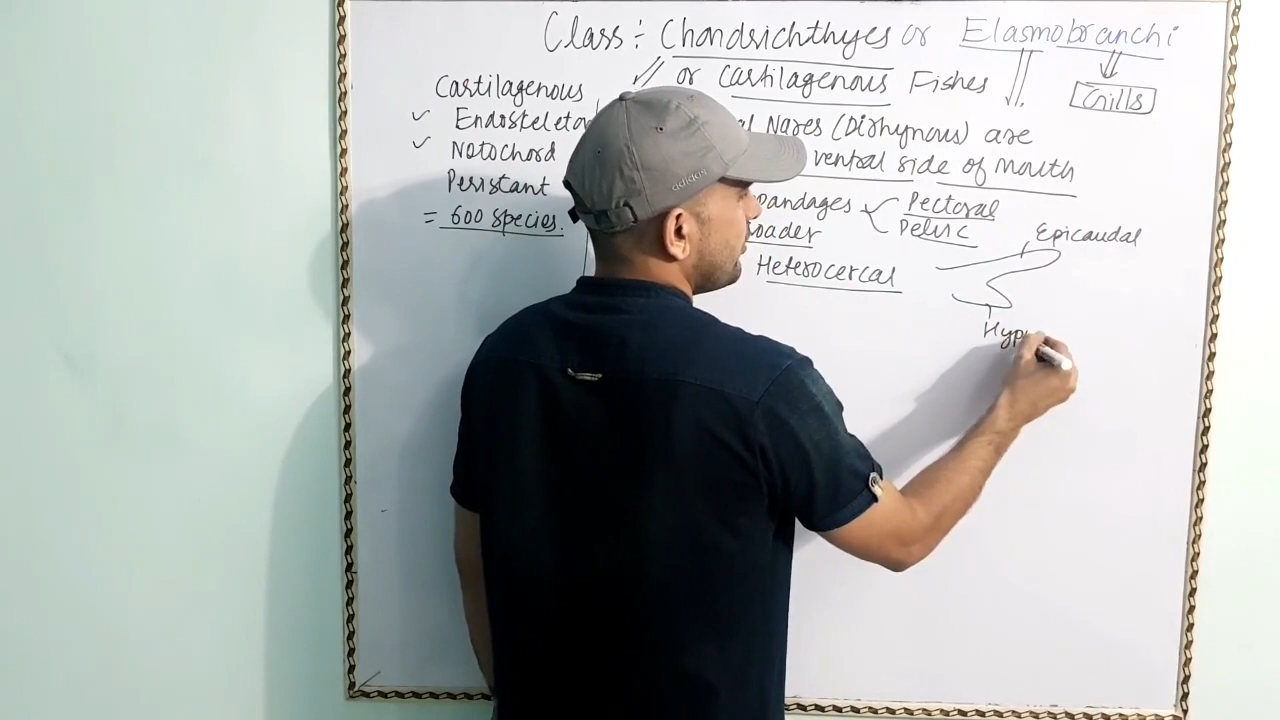 Class : Chondrichthyes or Elasmobranchi
or Cartilagenous Fishes
Gills
Cartilagenous
Endoskeleton
Notochord
Persistant
= 600 species.
Nares (Dirhynous) are
ventral side of mouth
Pectoral
Pelvic
Heterocercal
Epicaudal
Hyp
adidas